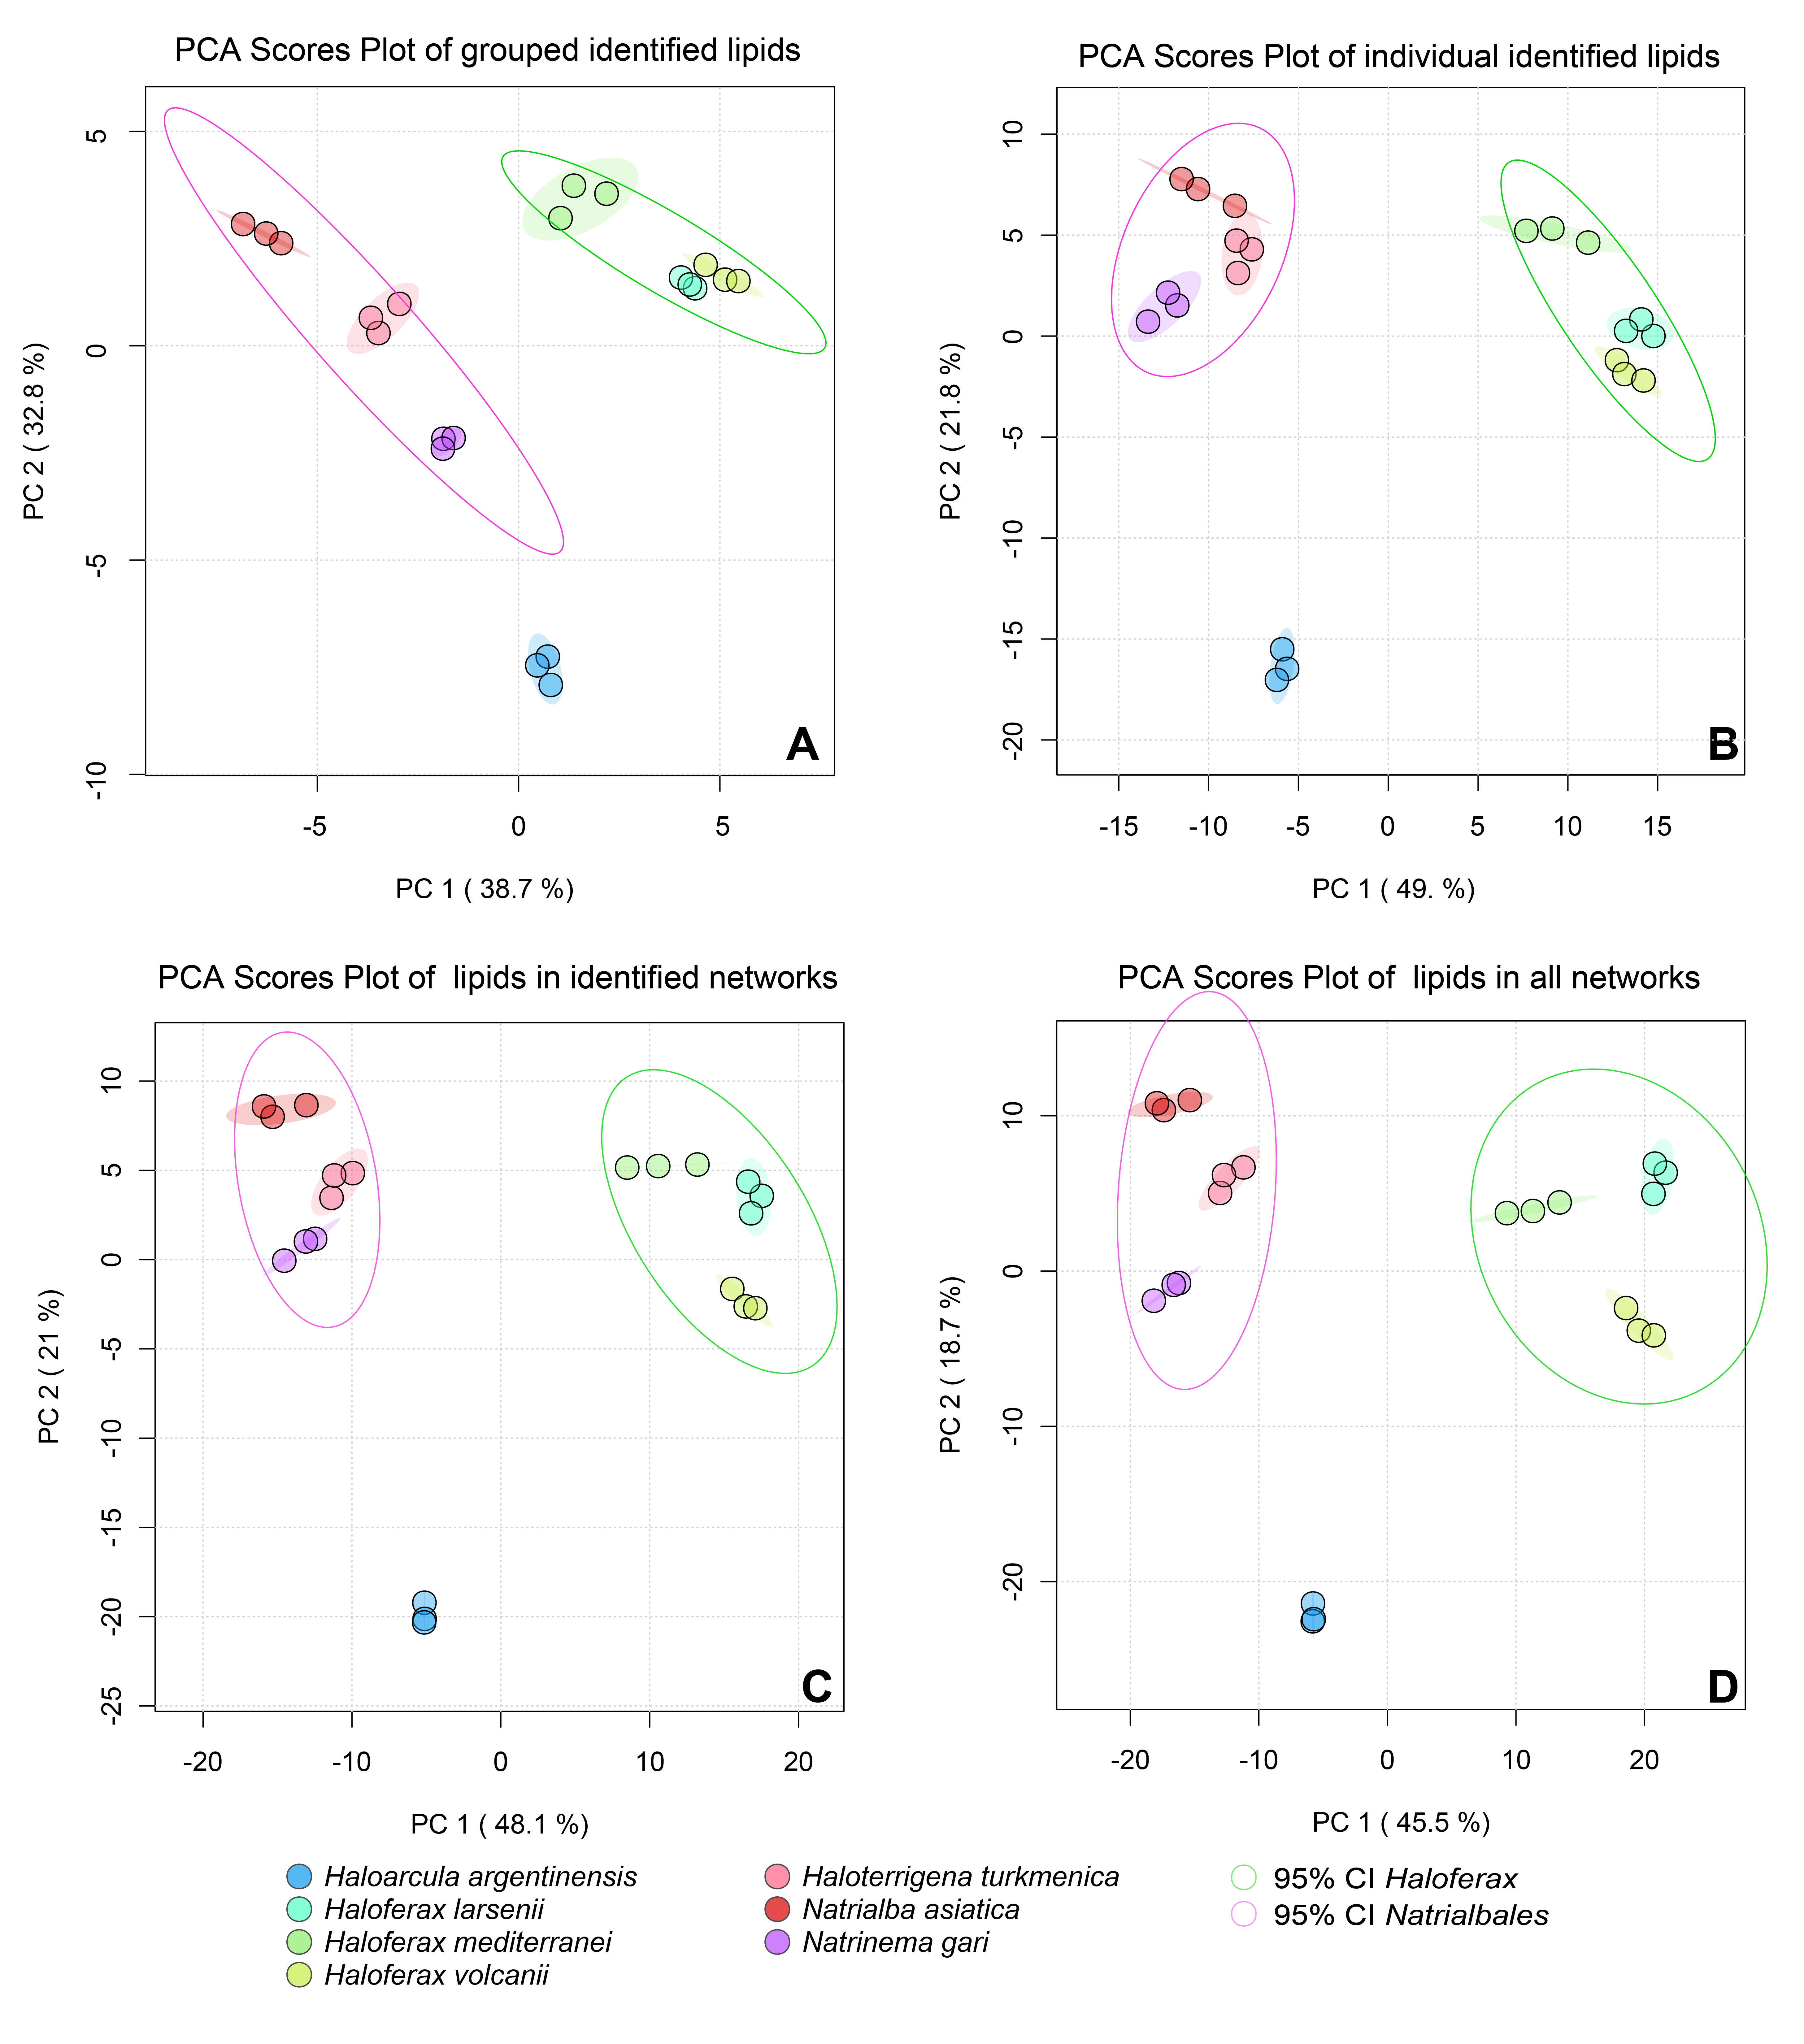 PCA Scores Plot of grouped identified lipids
5
0
-5
-10
PC 2 ( 32.8 %)
-5 0 5
PC 1 ( 38.7 %)
A
PCA Scores Plot of individual identified lipids
10
5
0
-5
-10
-15
-20
PC 2 ( 21.8 %)
-15 -10 -5 0 5 10 15
PC 1 ( 49. %)
B
PCA Scores Plot of  lipids in identified networks
10
5
0
-5
-10
-15
-20
-25
PC 2 ( 21 %)
-20 -10 0 10 20
PC 1 ( 48.1 %)
C
PCA Scores Plot of  lipids in all networks
10
0
-10
-20
PC 2 ( 18.7 %)
-20 -10 0 10 20
PC 1 ( 45.5 %)
D
Haloarcula argentinensis
Haloferax larsenii
Haloferax mediterranei
Haloferax volcanii
Haloterrigena turkmenica
Natrialba asiatica
Natrinema gari
95% CI Haloferax
95% CI Natrialbales